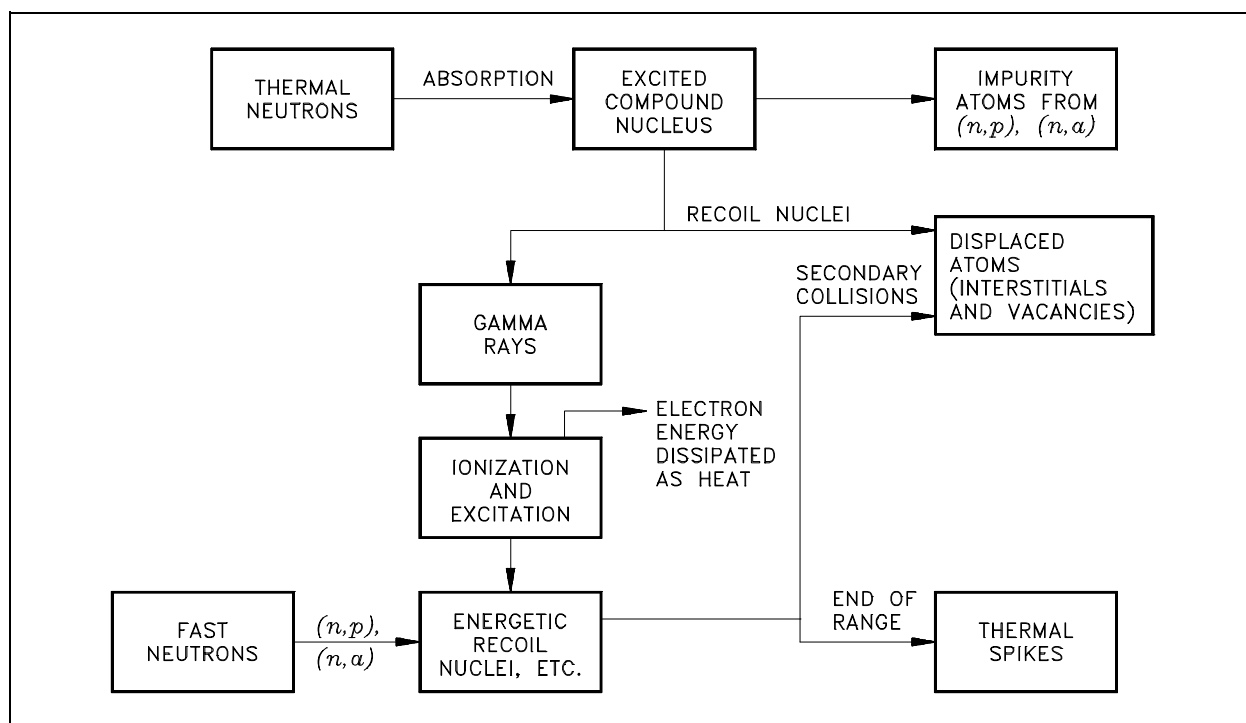 THERMAL
NEUTRONS
ABSORPTION
EXCITED
COMPOUND
NUCLEUS
IMPURITY
ATOMS FROM
(n,p), (n,a)
RECOIL NUCLEI
DISPLACED
ATOMS
(INTERSTITIALS
AND VACANCIES)
SECONDARY
COLLISIONS
GAMMA
RAYS
ELECTRON
ENERGY
DISSIPATED
AS HEAT
IONIZATION
AND
EXCITATION
FAST
NEUTRONS
(n,p),
(n,a)
ENERGETIC
RECOIL
NUCLEI, ETC.
END OF
RANGE
THERMAL
SPIKES